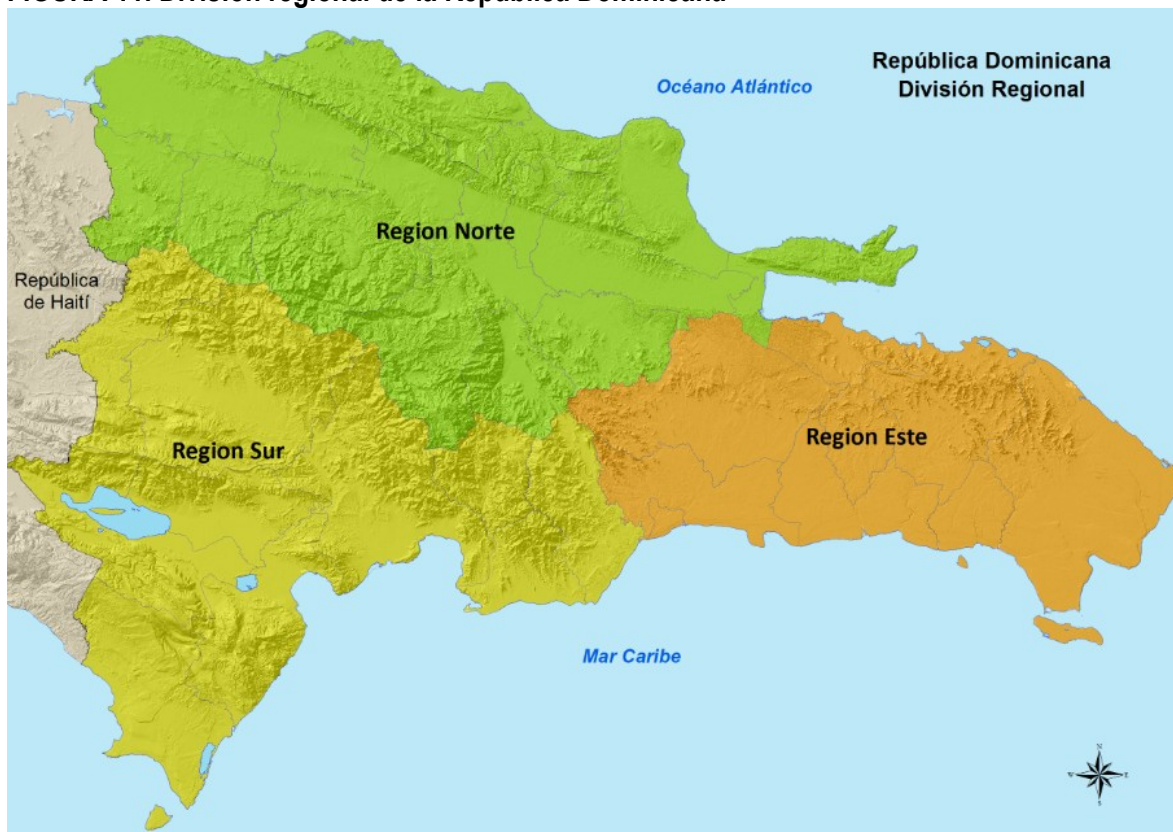 República Dominicana
División Regional
Océano Atlántico
Region Norte
República
de Haití
Region Sur
Region Este
Mar Caribe
N
W
E
S